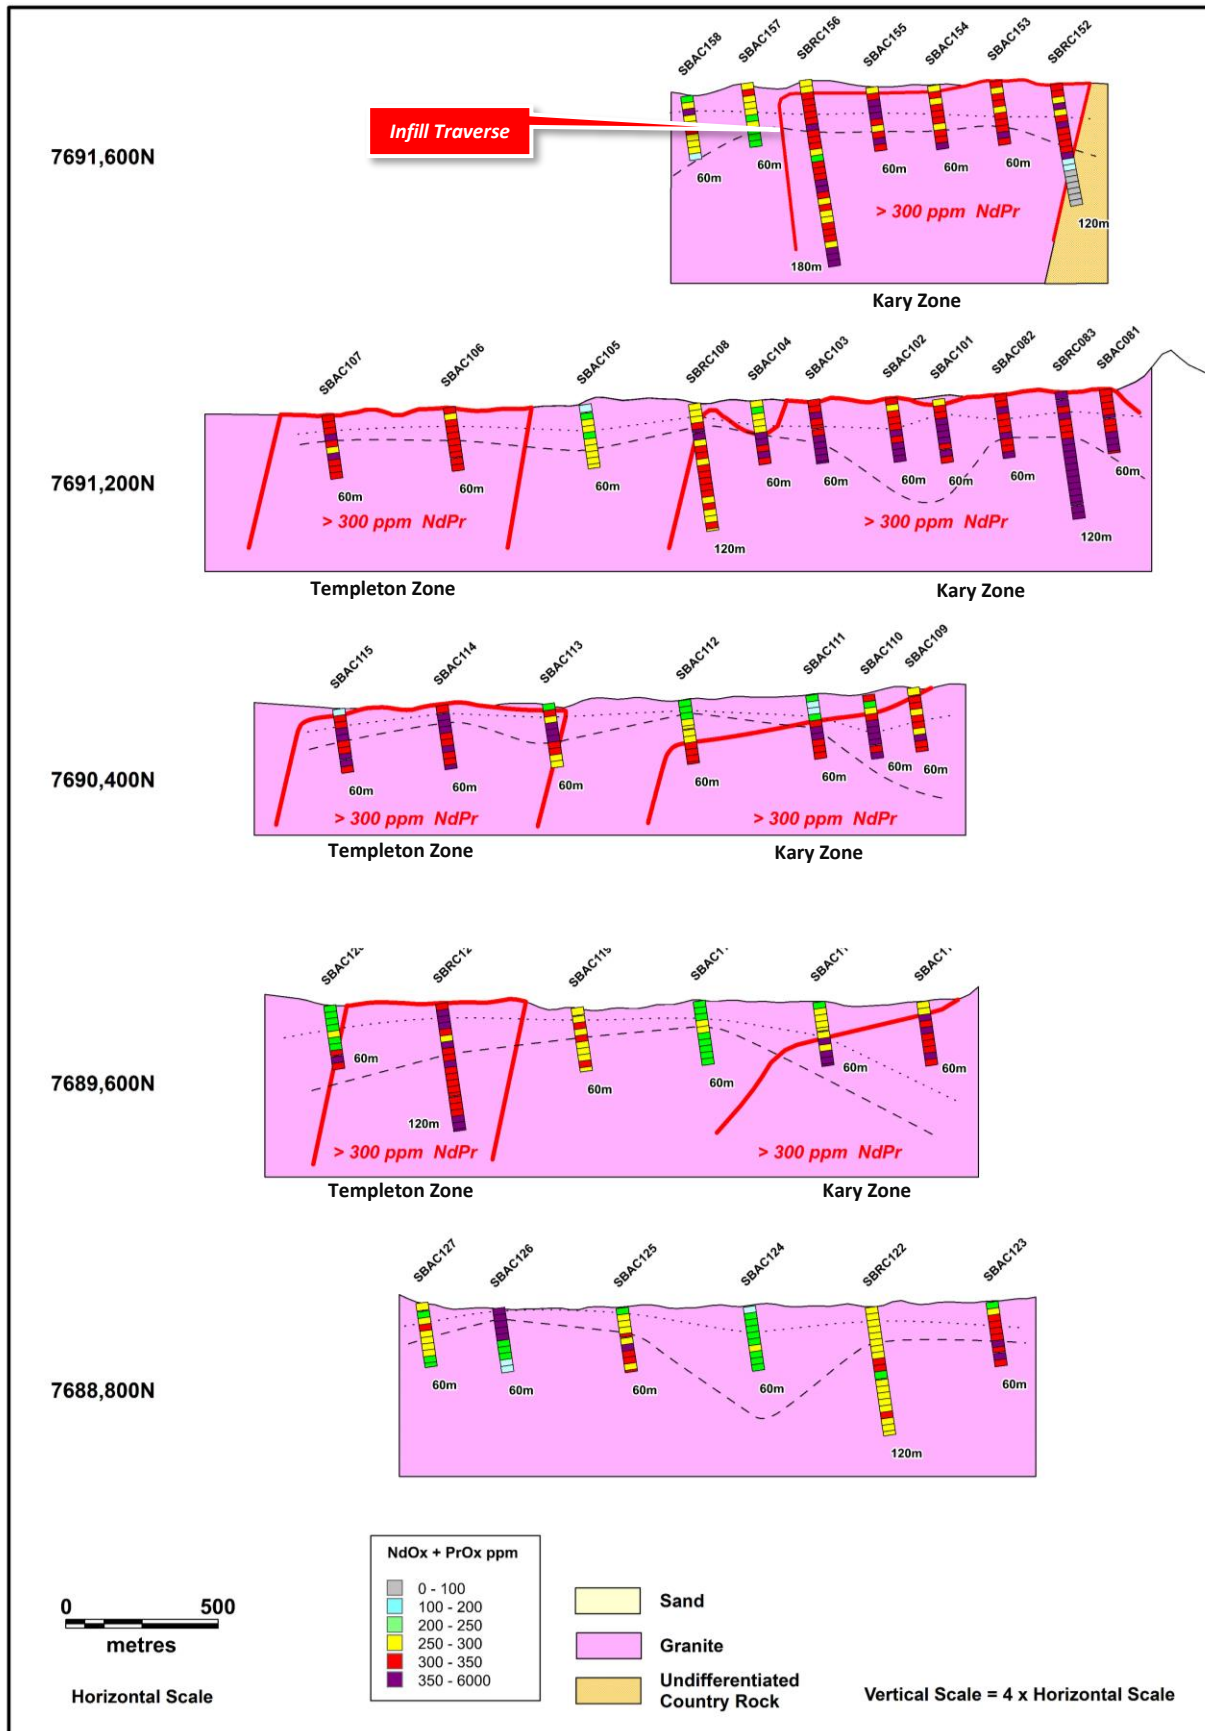 SBAC158
SBAC157
SBRC156
SBAC155
SBAC154
SBAC153
SBRC152
Infill Traverse
7691,600N
60m
60m
60m
60m
60m
> 300 ppm NdPr
120m
180m
Kary Zone
SBAC107
SBAC106
SBAC105
SBRC108
SBAC104
SBAC103
SBAC102
SBAC101
SBAC082
SBRC083
SBAC081
7691,200N
60m
60m
60m
60m
60m
60m
60m
60m
60m
> 300 ppm NdPr
> 300 ppm NdPr
120m
120m
Templeton Zone
Kary Zone
SBAC115
SBAC114
SBAC113
SBAC112
SBAC111
SBAC110
SBAC109
7690,400N
60m
60m
60m
60m
60m
60m
60m
> 300 ppm NdPr
> 300 ppm NdPr
Templeton Zone
Kary Zone
SBAC119
7689,600N
60m
60m
60m
60m
60m
120m
> 300 ppm NdPr
> 300 ppm NdPr
Templeton Zone
Kary Zone
SBAC127
SBAC126
SBAC125
SBAC124
SBRC122
SBAC123
7688,800N
60m
60m
60m
60m
60m
120m
NdOx + PrOx ppm
0 - 100
100 - 200
200 - 250
250 - 300
300 - 350
350 - 6000
Sand
Granite
Undifferentiated
Country Rock
0 500
metres
Horizontal Scale
Vertical Scale = 4 x Horizontal Scale